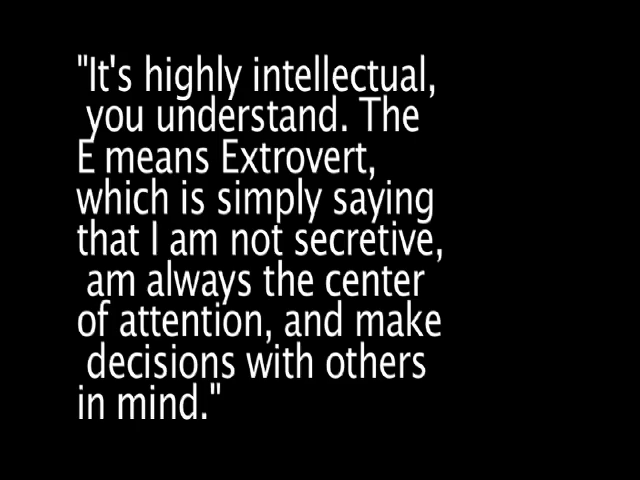 "It's highly intellectual,
you understand. The
E means Extrovert,
which is simply saying
that I am not secretive,
am always the center
of attention, and make
decisions with others
in mind."